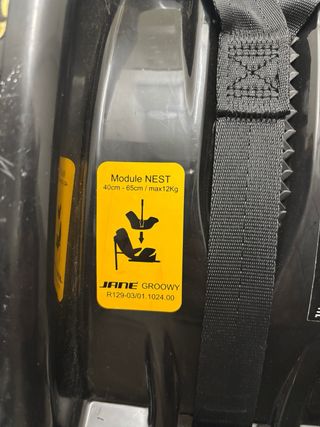 Module NEST
40cm - 65cm / max12Kg
JANE GROOWY
R129-03/01.1024.00